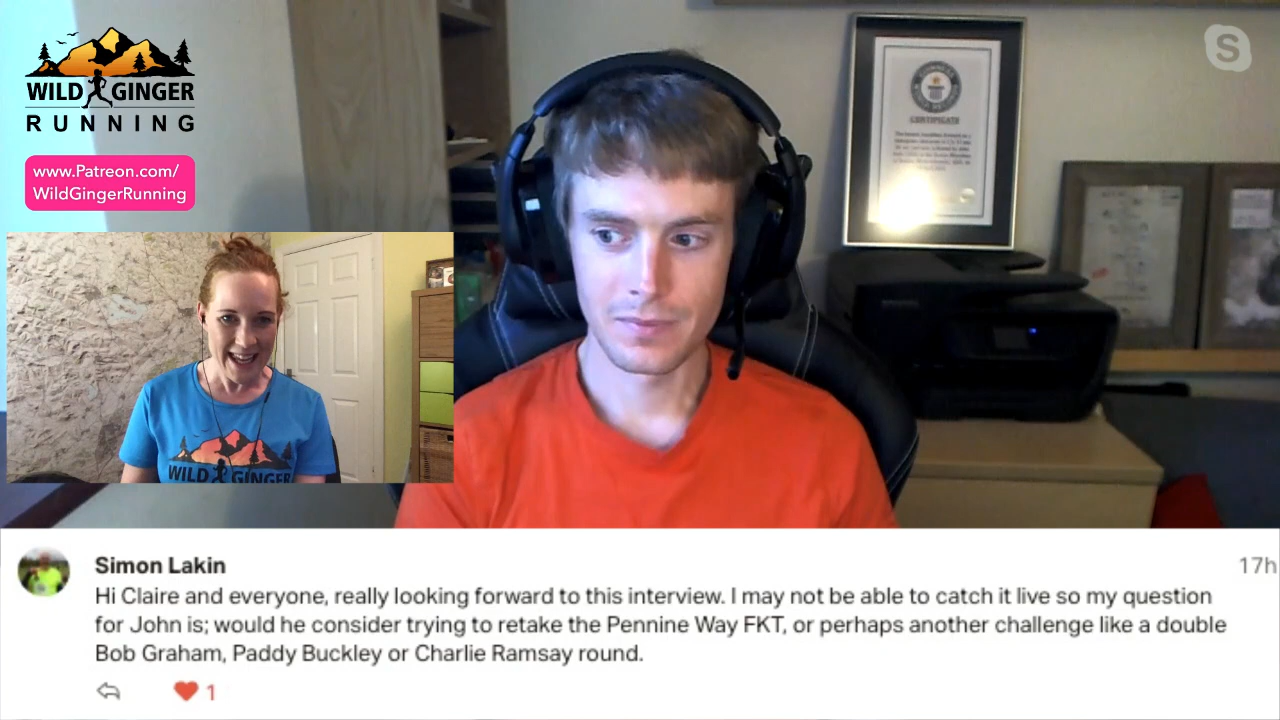 WILD GINGER
RUNNING
www.Patreon.com/
WildGingerRunning
S
CERTIFICATE
WILD GINGER
Simon Lakin
17h
Hi Claire and everyone, really looking forward to this interview. I may not be able to catch it live so my question
for John is; would he consider trying to retake the Pennine Way FKT, or perhaps another challenge like a double
Bob Graham, Paddy Buckley or Charlie Ramsay round.
1